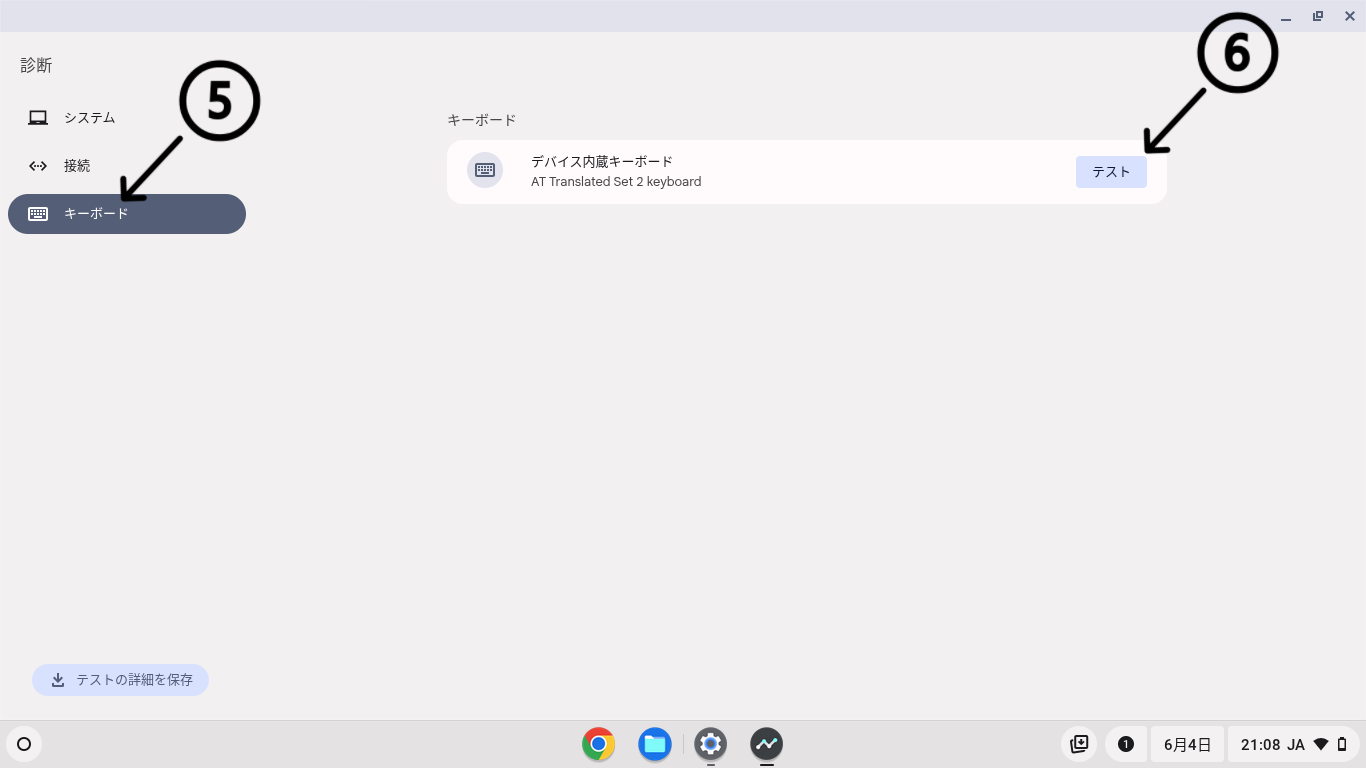 診断
システム
接続
キーボード
テストの詳細を保存
⑤
⑥
キーボード
デバイス内蔵キーボード
AT Translated Set 2 keyboard
テスト
1
6月4日
21:08 JA